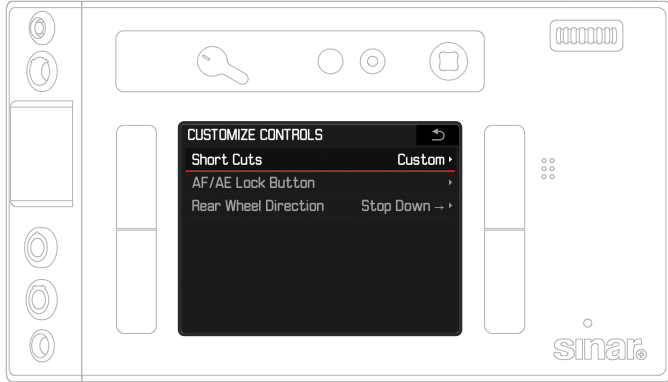 CUSTOMIZE CONTROLS
Short Cuts Custom
AF/AE Lock Button
Rear Wheel Direction Stop Down →
sinar